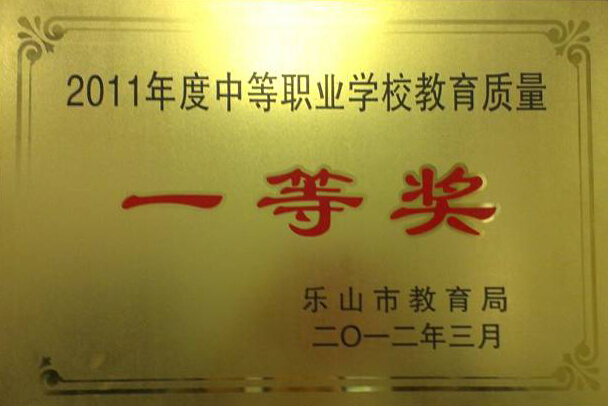 2011年度中等职业学校教育质量
一等奖
乐山市教育局
二〇一二年三月